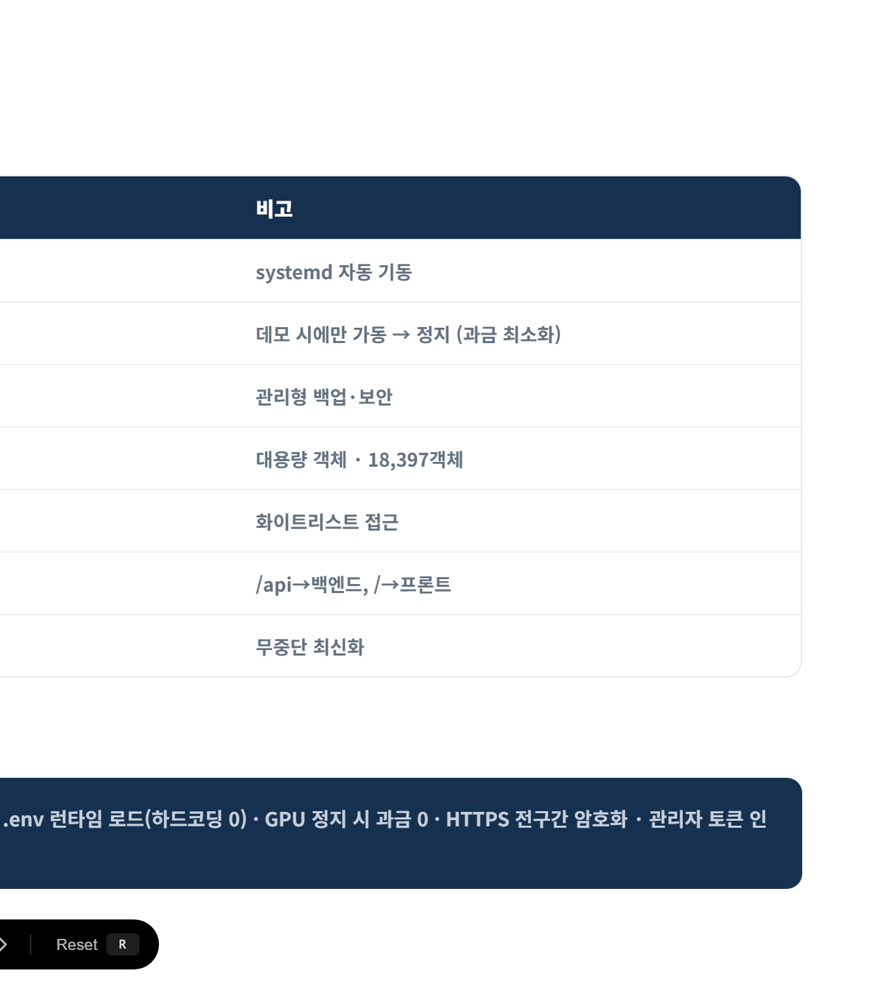 비고
systemd 자동 기동
데모 시에만 가동 → 정지 (과금 최소화)
관리형 백업·보안
대용량 객체 · 18,397객체
화이트리스트 접근
/api→백엔드, /→프론트
무중단 최신화
.env 런타임 로드(하드코딩 0) · GPU 정지 시 과금 0 · HTTPS 전구간 암호화 · 관리자 토큰 인
Reset R